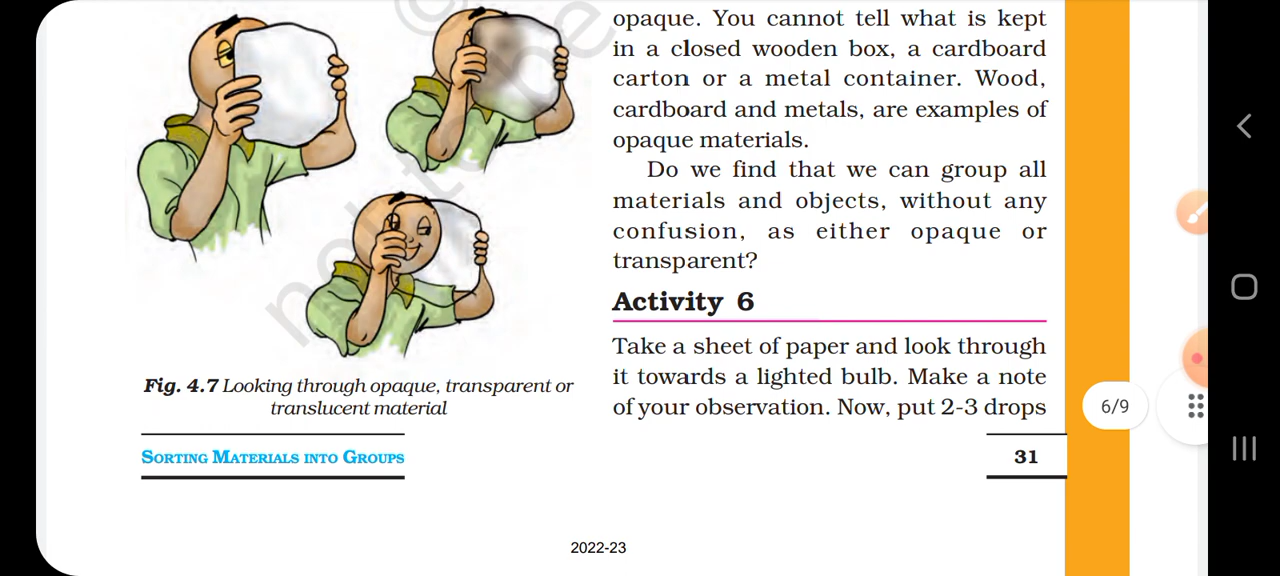 opaque. You cannot tell what is kept
in a closed wooden box, a cardboard
carton or a metal container. Wood,
cardboard and metals, are examples of
opaque materials.
Do we find that we can group all
materials and objects, without any
confusion, as either opaque or
transparent?
Activity 6
Take a sheet of paper and look through
it towards a lighted bulb. Make a note
of your observation. Now, put 2-3 drops
Fig. 4.7 Looking through opaque, transparent or
translucent material
SORTING MATERIALS INTO GROUPS
31
2022-23
6/9